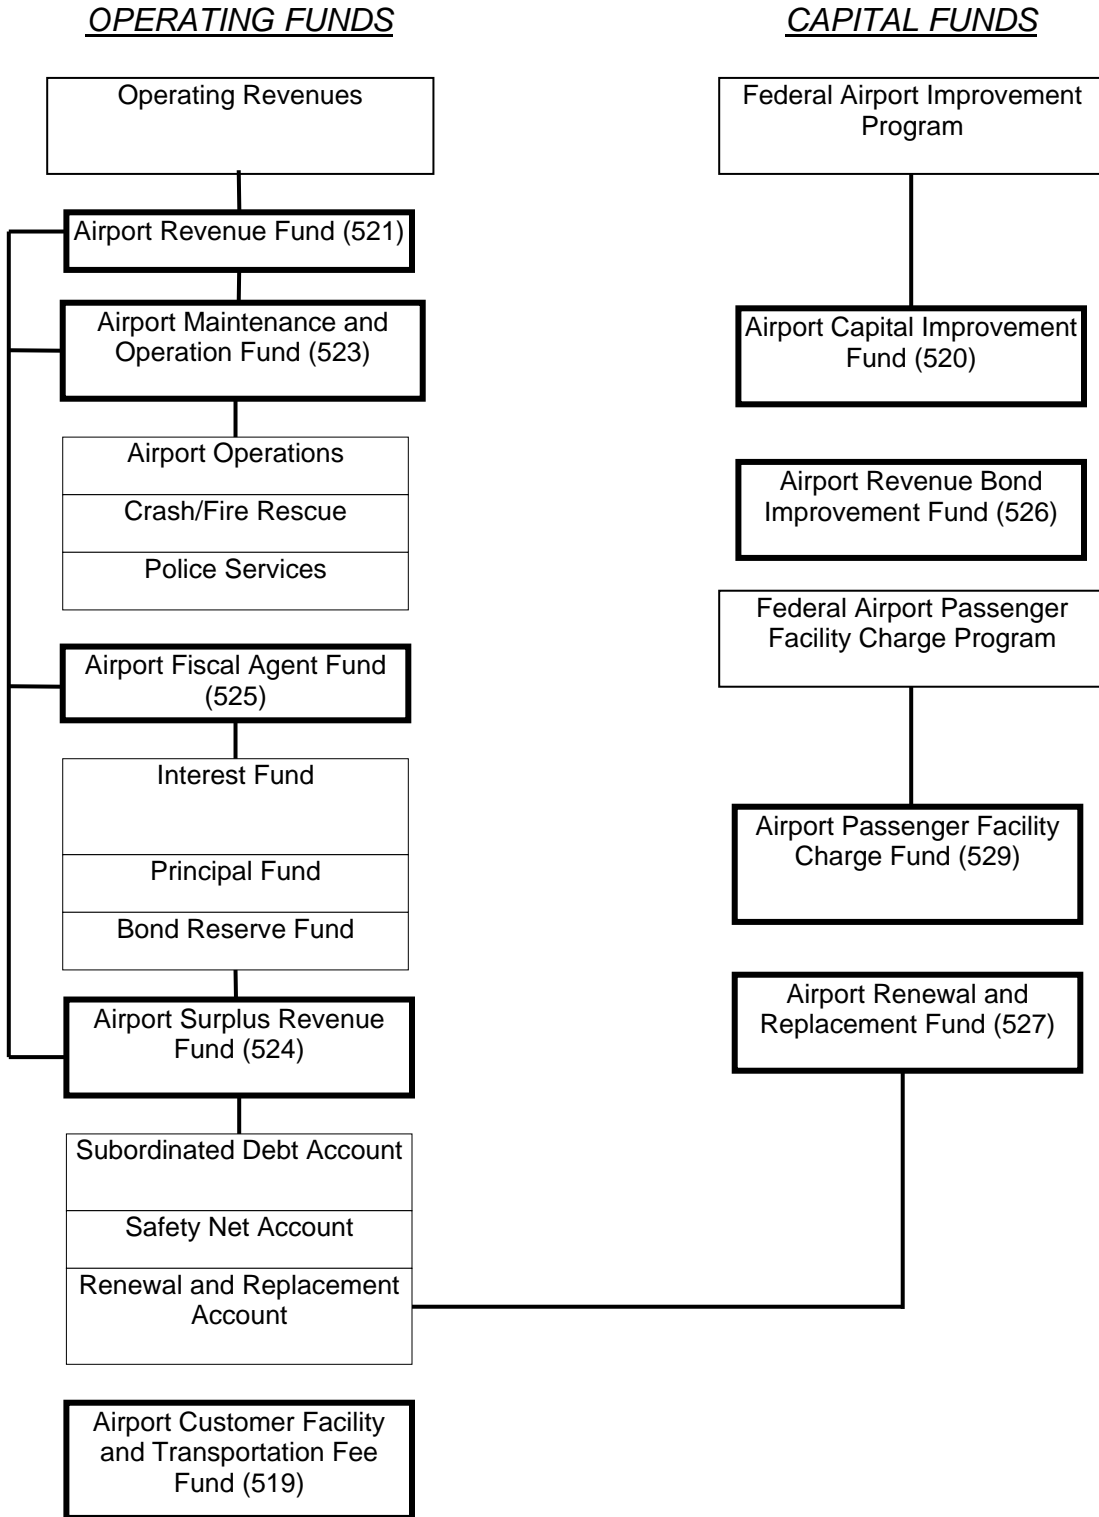 OPERATING FUNDS
Operating Revenues
Airport Revenue Fund (521)
Airport Maintenance and
Operation Fund (523)
Airport Operations
Crash/Fire Rescue
Police Services
Airport Fiscal Agent Fund
(525)
Interest Fund
Principal Fund
Bond Reserve Fund
Airport Surplus Revenue
Fund (524)
Subordinated Debt Account
Safety Net Account
Renewal and Replacement
Account
Airport Customer Facility
and Transportation Fee
Fund (519)
CAPITAL FUNDS
Federal Airport Improvement
Program
Airport Capital Improvement
Fund (520)
Airport Revenue Bond
Improvement Fund (526)
Federal Airport Passenger
Facility Charge Program
Airport Passenger Facility
Charge Fund (529)
Airport Renewal and
Replacement Fund (527)